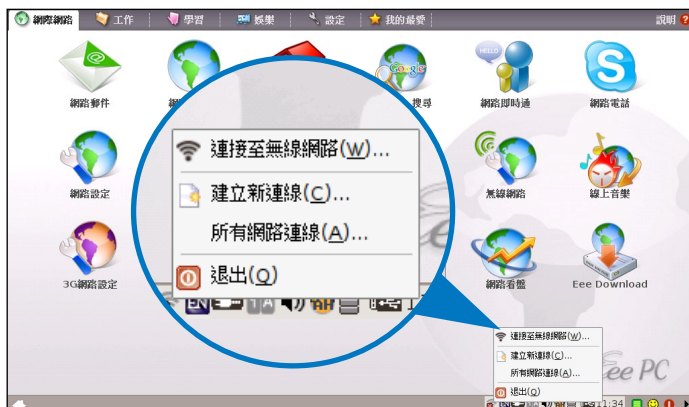 網際網路 工作 學習 娛樂 設定 我的最愛 說明
網路郵件
搜尋
網路即時通
網路電話
HELLO
Google
網路設定
無線網路
線上音樂
3G網路設定
網路看盤
Eee Download
連接至無線網路(W)...
建立新連線(C)...
所有網路連線(A)...
退出(Q)
EN
連接至無線網路(W)...
建立新連線(C)...
所有網路連線(A)...
退出(Q)
Eee PC
11:34